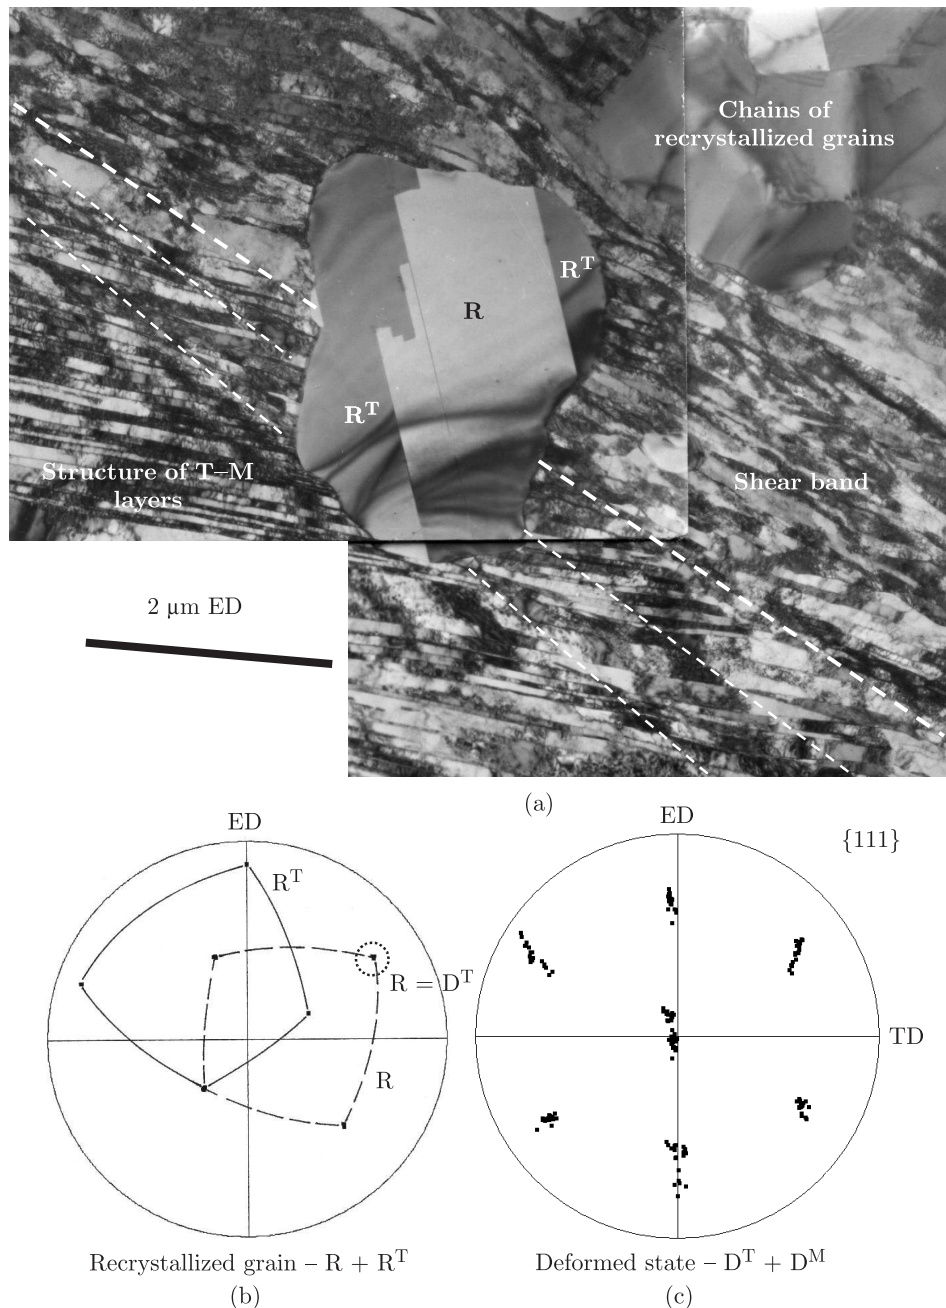 Chains of
recrystallized grains
R^T
R
R^T
Structure of T–M
layers
Shear band
2 μm ED
(a)
ED
R^T
R = D^T
R
Recrystallized grain – R + R^T
(b)
ED
{111}
TD
Deformed state – D^T + D^M
(c)